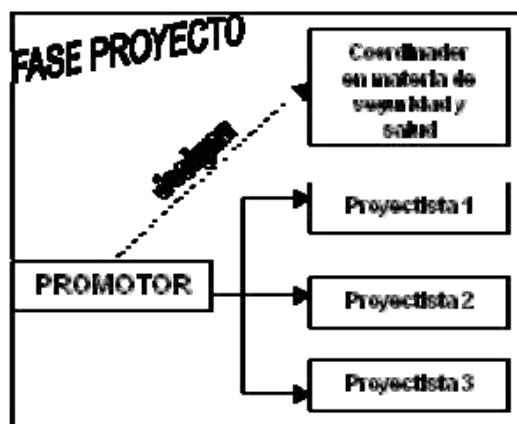 FASE PROYECTO
Coordinador
en materia de
seguridad y
salud
Proyectista 1
PROMOTOR
Proyectista 2
Proyectista 3